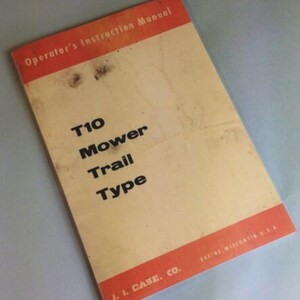 Operator's Instruction Manual
T10
Mower
Trail
Type
J. I. CASE. CO.
RACINE, WISCONSIN U.S.A.